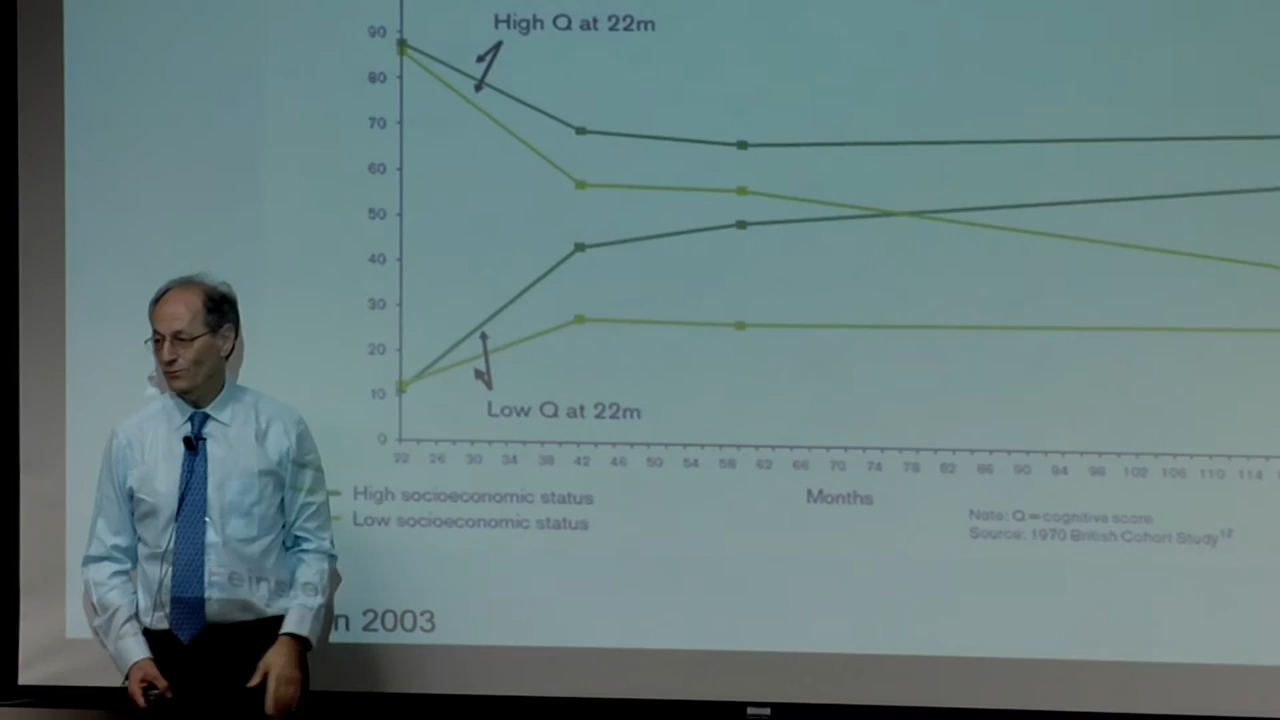 High Q at 22m
90
80
70
60
50
40
30
20
10
0
Low Q at 22m
22 26 30 34 38 42 46 50 54 58 62 66 70 74 78 82 86 90 94 98 102 106 110 114
Months
High socioeconomic status
Low socioeconomic status
Note: Q = cognitive score
Source: 1970 British Cohort Study¹²
n 2003